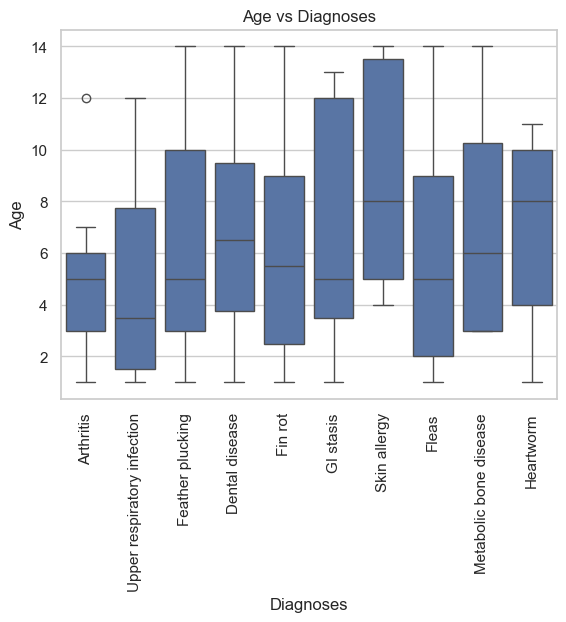 Age vs Diagnoses
14
12
10
8
6
4
2
Age
Arthritis
Upper respiratory infection
Feather plucking
Dental disease
Fin rot
GI stasis
Skin allergy
Fleas
Metabolic bone disease
Heartworm
Diagnoses